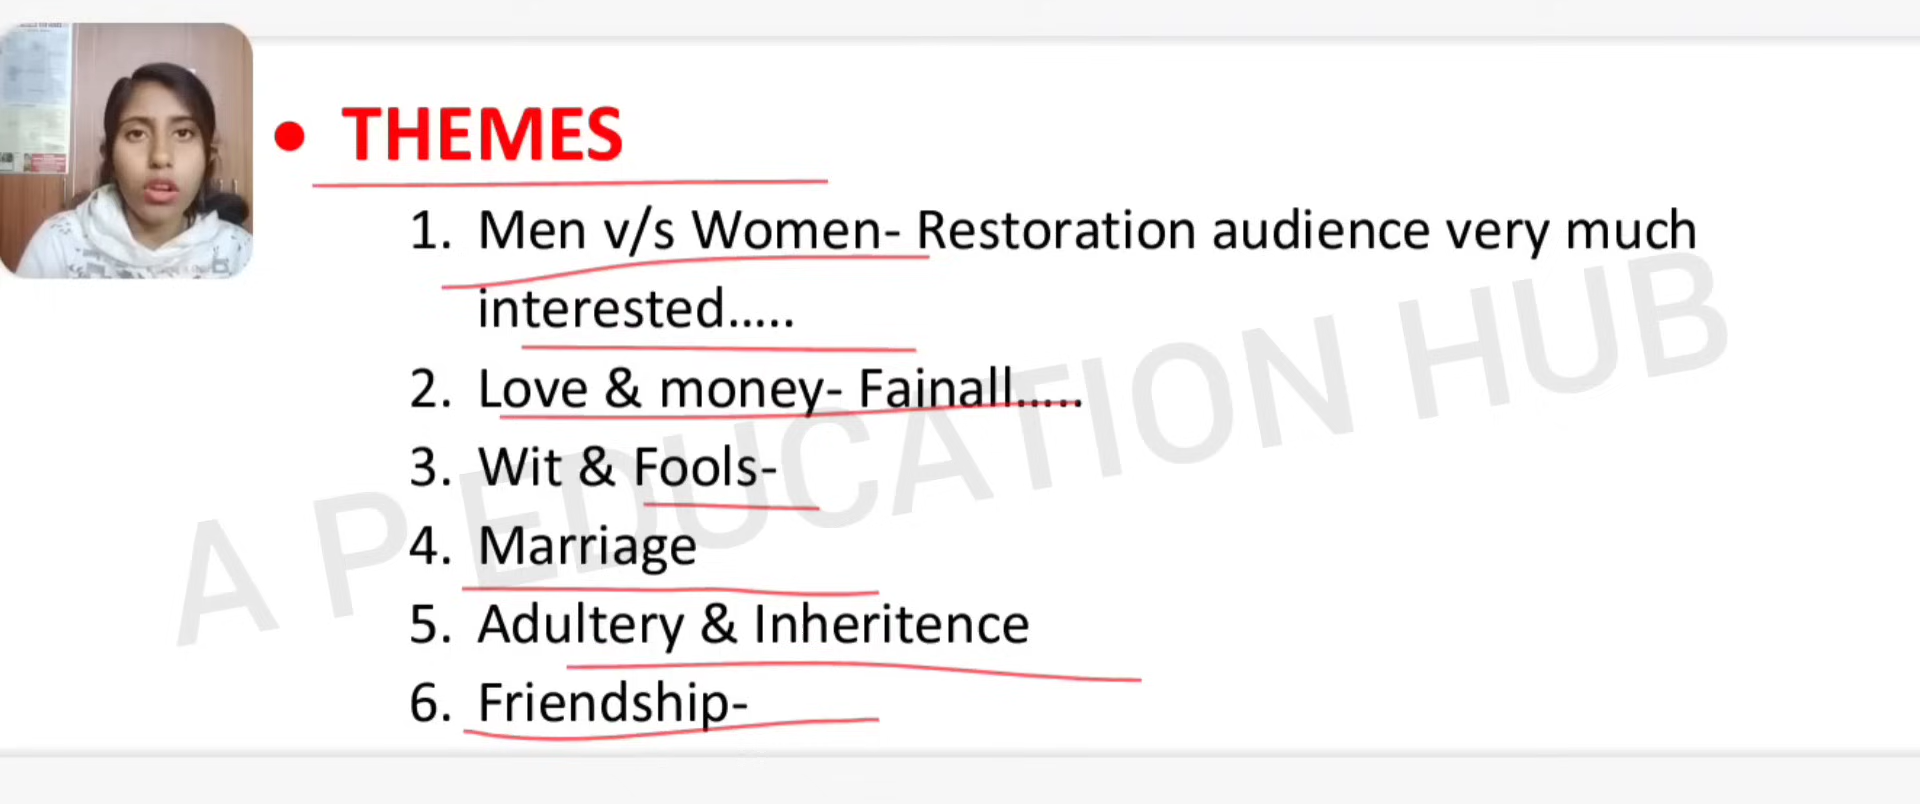 • THEMES
1. Men v/s Women- Restoration audience very much
interested.....
2. Love & money- Fainall.....
3. Wit & Fools-
4. Marriage
5. Adultery & Inheritence
6. Friendship-
A P EDUCATION HUB